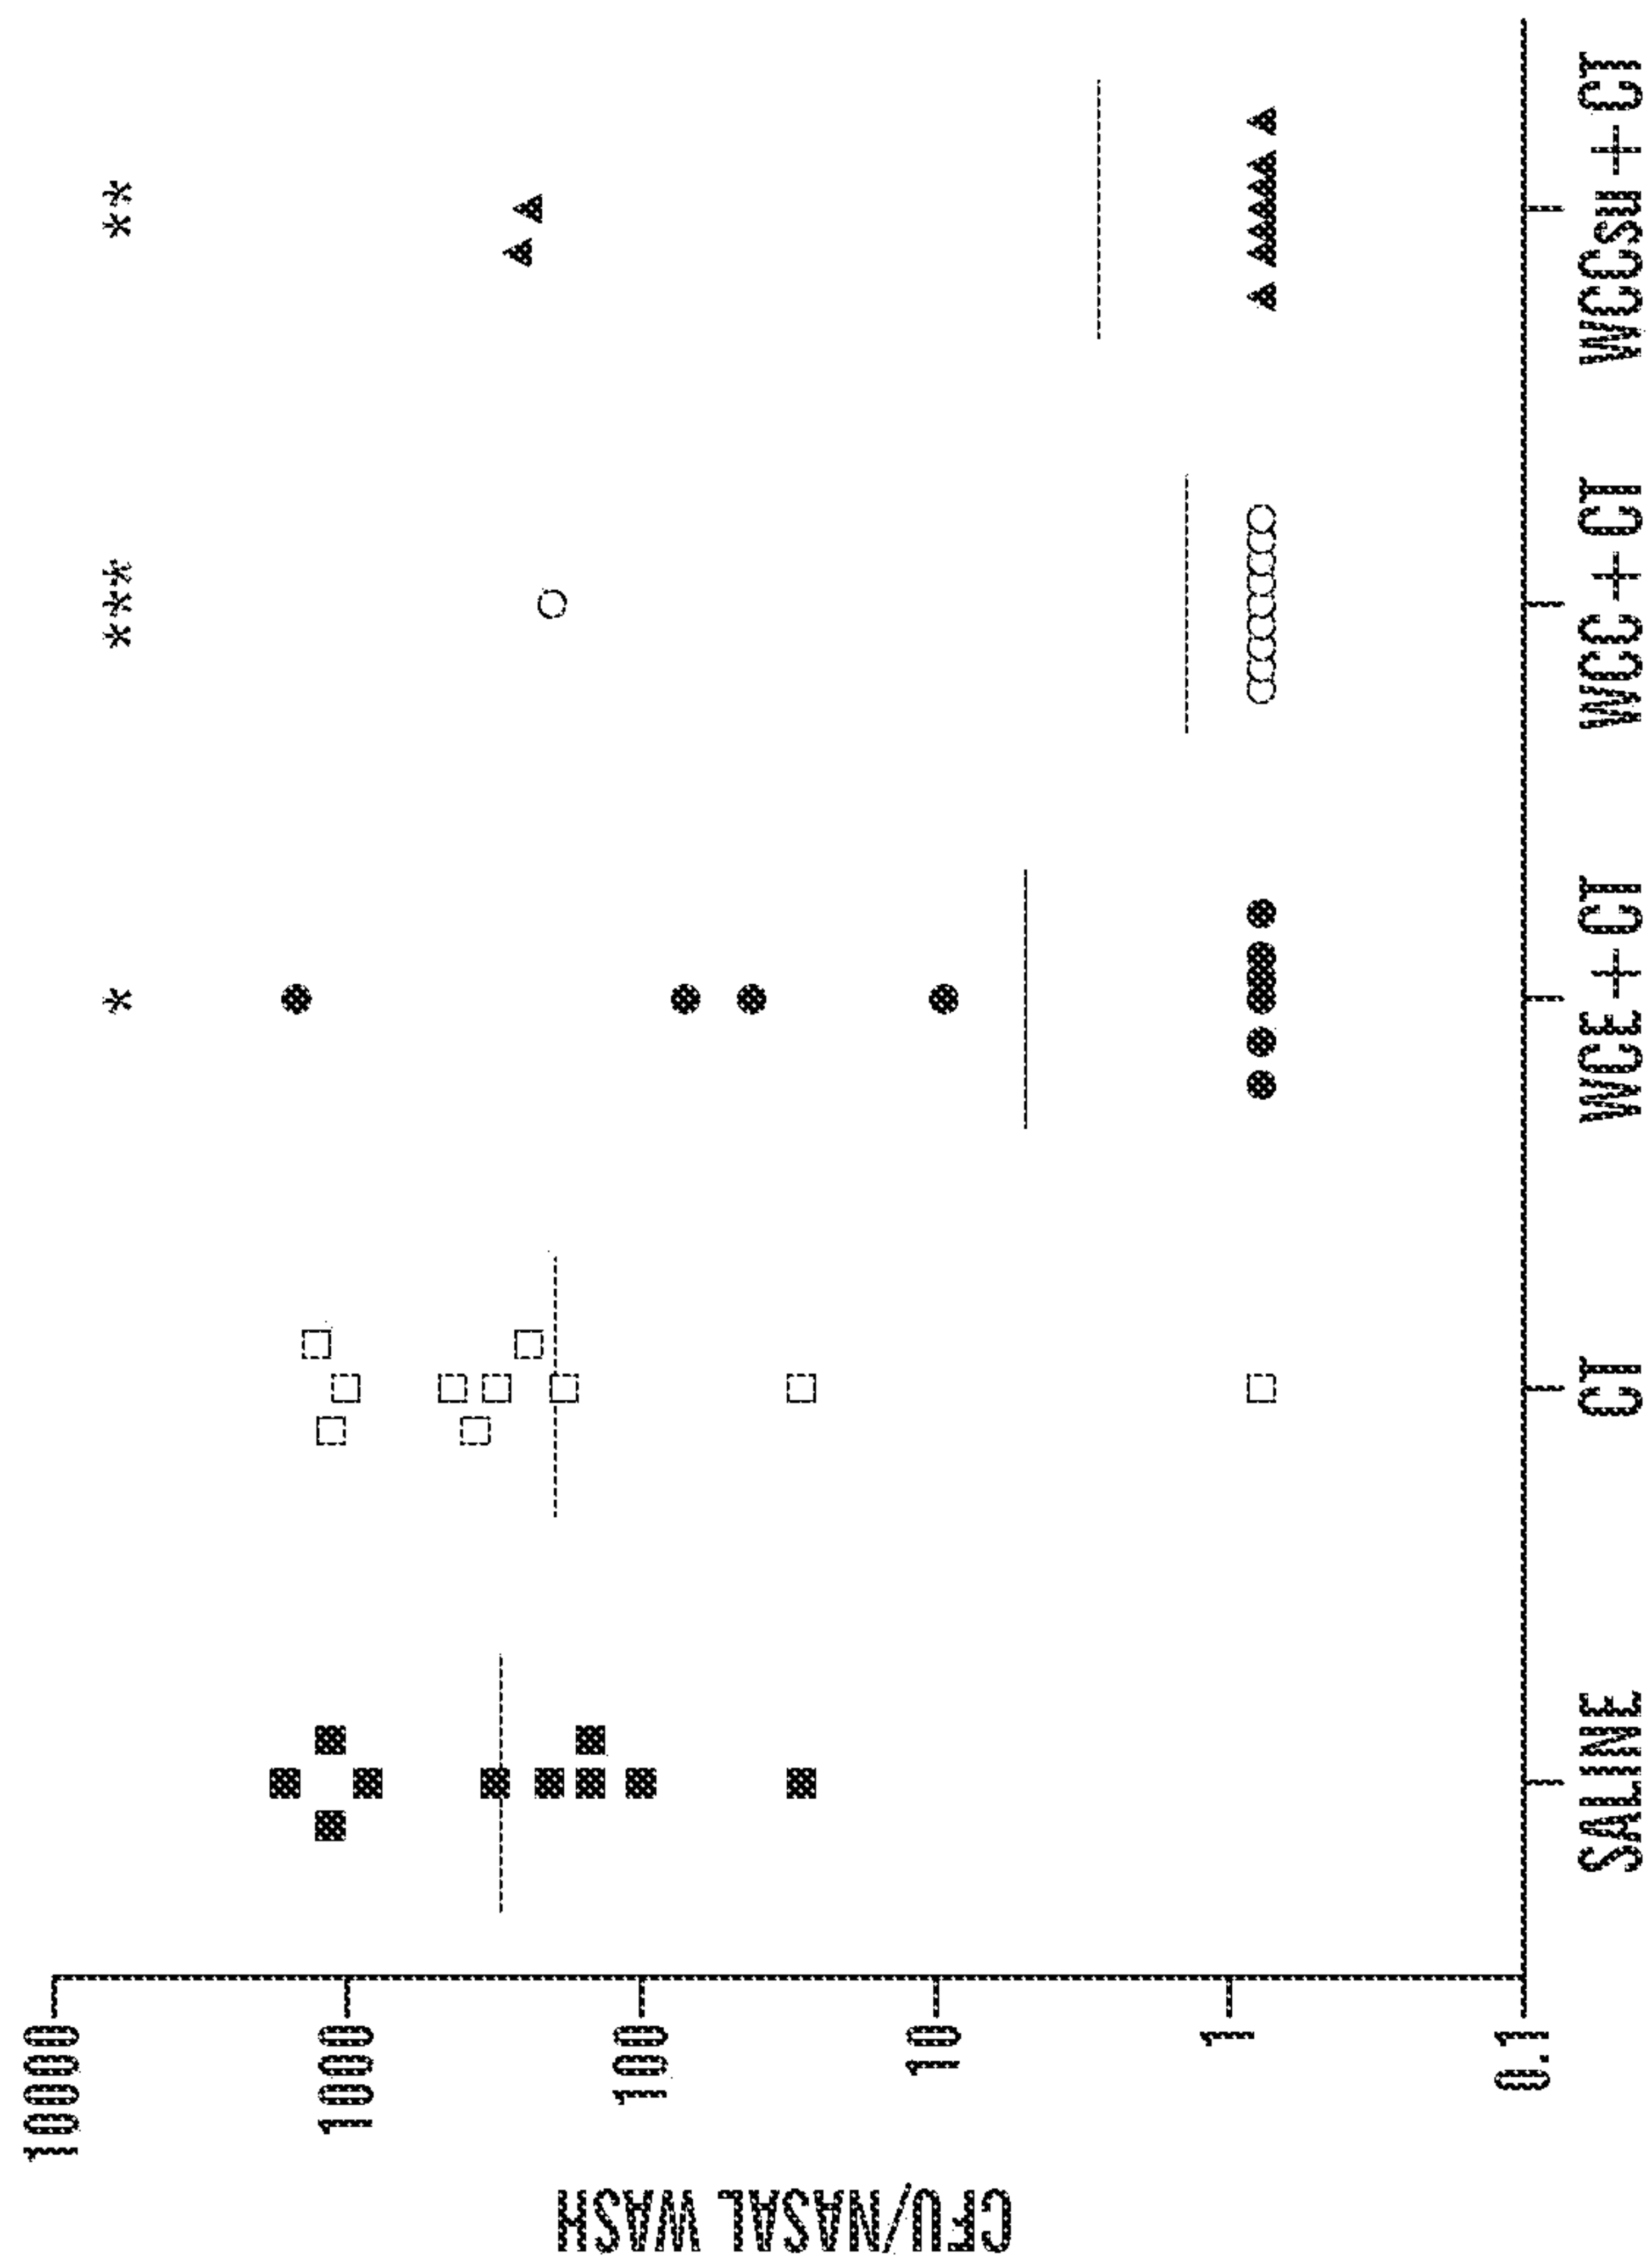 CFU/NASAL WASH
10000
1000
100
10
1
0.1
*
***
**
SALINE
CT
WCE + CT
WCC + CT
WCCsu + CT